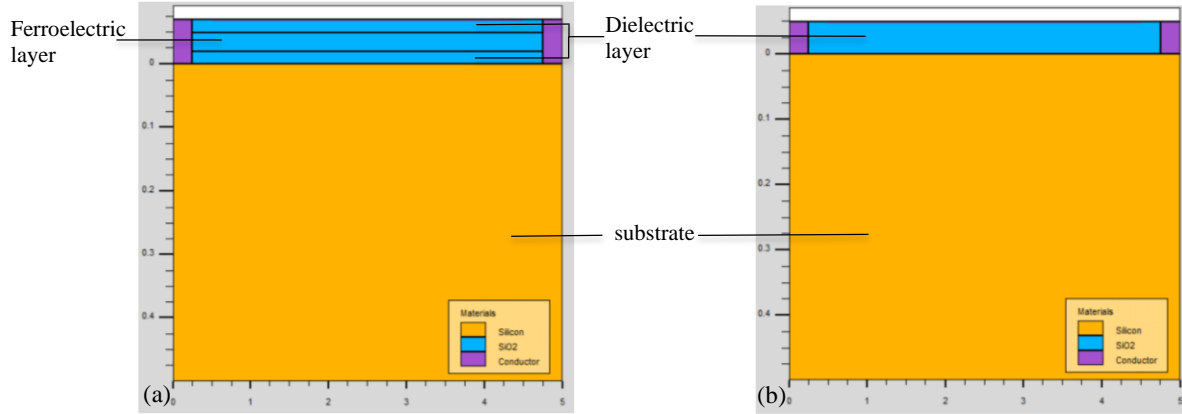 Ferroelectric
layer
Dielectric
layer
substrate
0
0.1
0.2
0.3
0.4
Materials
Silicon
SiO2
Conductor
(a)
0 1 2 3 4 5
0
0.1
0.2
0.3
0.4
Materials
Silicon
SiO2
Conductor
(b)
0 1 2 3 4 5